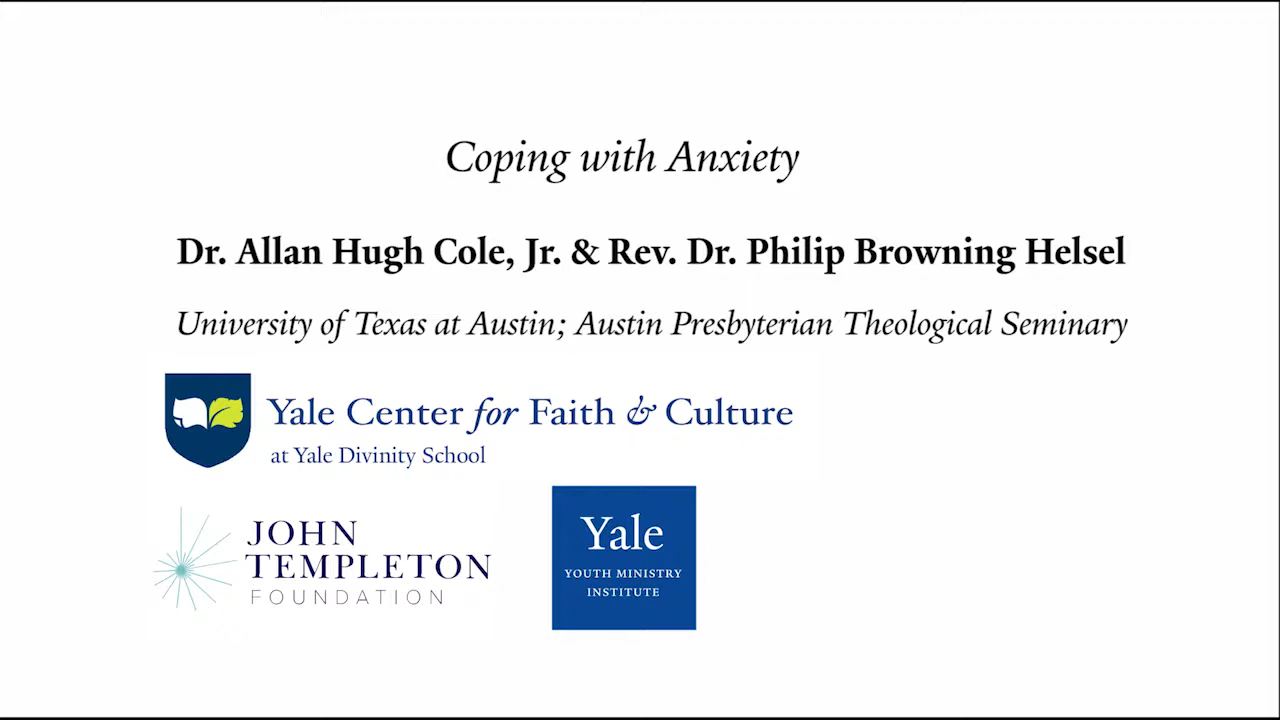 Coping with Anxiety
Dr. Allan Hugh Cole, Jr. & Rev. Dr. Philip Browning Helsel
University of Texas at Austin; Austin Presbyterian Theological Seminary
Yale Center for Faith & Culture
at Yale Divinity School
JOHN
TEMPLETON
FOUNDATION
Yale
YOUTH MINISTRY
INSTITUTE